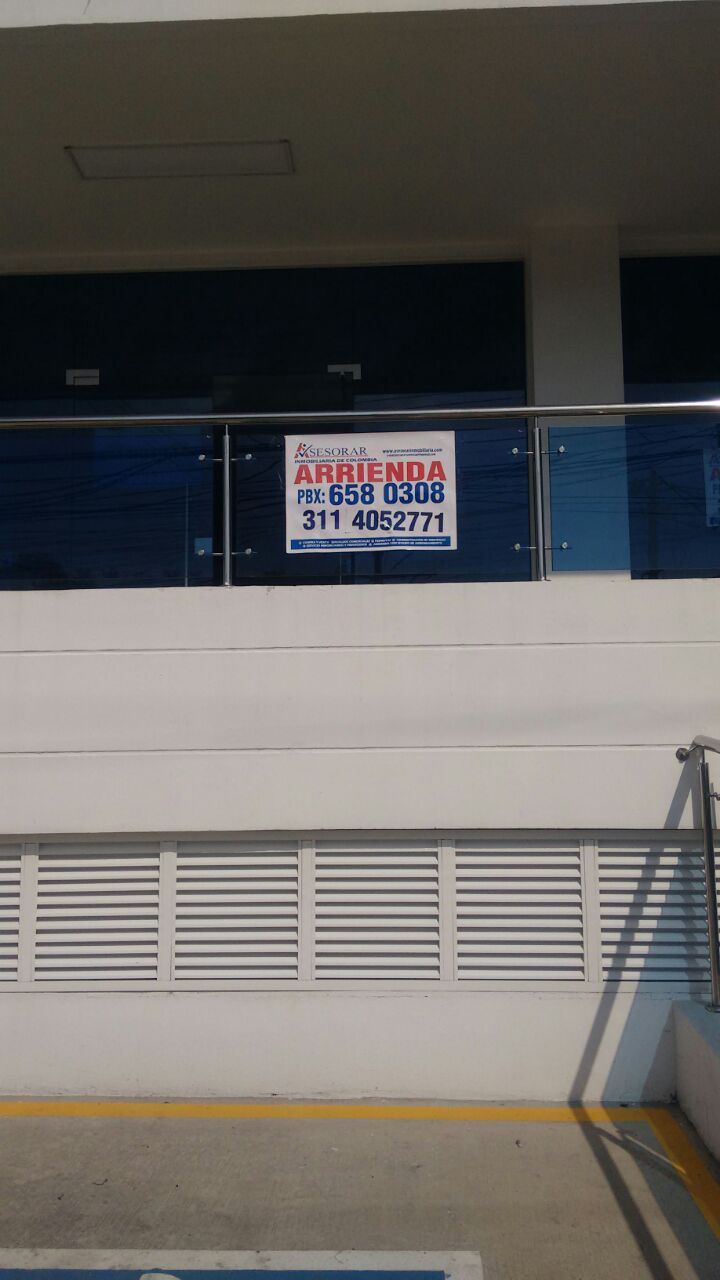 ASESORAR
INMOBILIARIA DE COLOMBIA
ARRIENDA
PBX: 658 0308
311 4052771